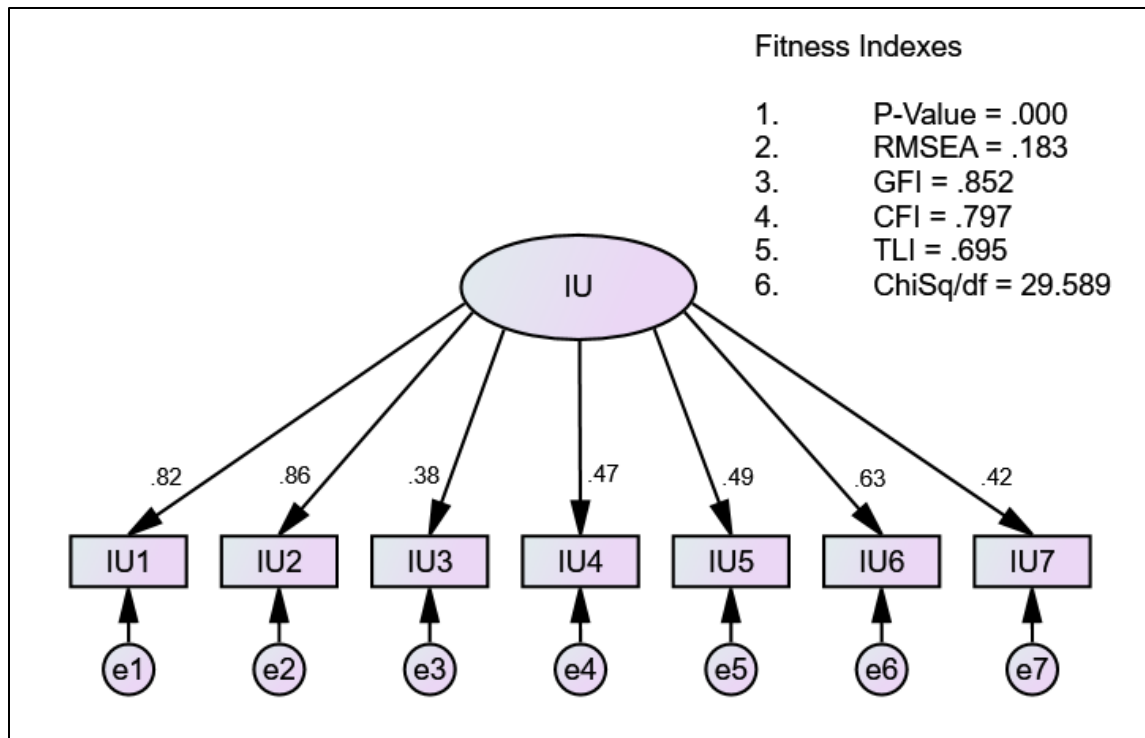 Fitness Indexes
1. P-Value = .000
2. RMSEA = .183
3. GFI = .852
4. CFI = .797
5. TLI = .695
6. ChiSq/df = 29.589
IU
.82 .86 .38 .47 .49 .63 .42
IU1 IU2 IU3 IU4 IU5 IU6 IU7
e1 e2 e3 e4 e5 e6 e7